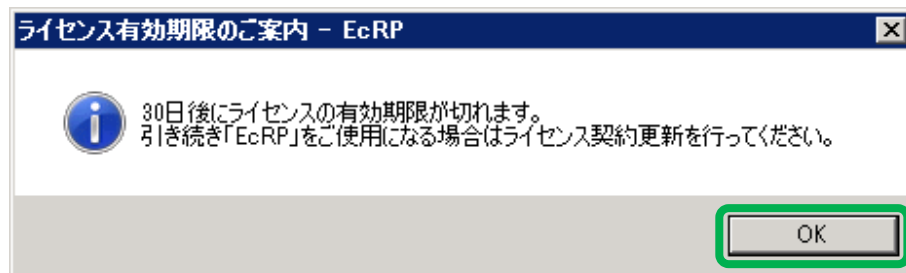 ライセンス有効期限のご案内 − EcRP
30日後にライセンスの有効期限が切れます。
引き続き「EcRP」をご使用になる場合はライセンス契約更新を行ってください。
OK